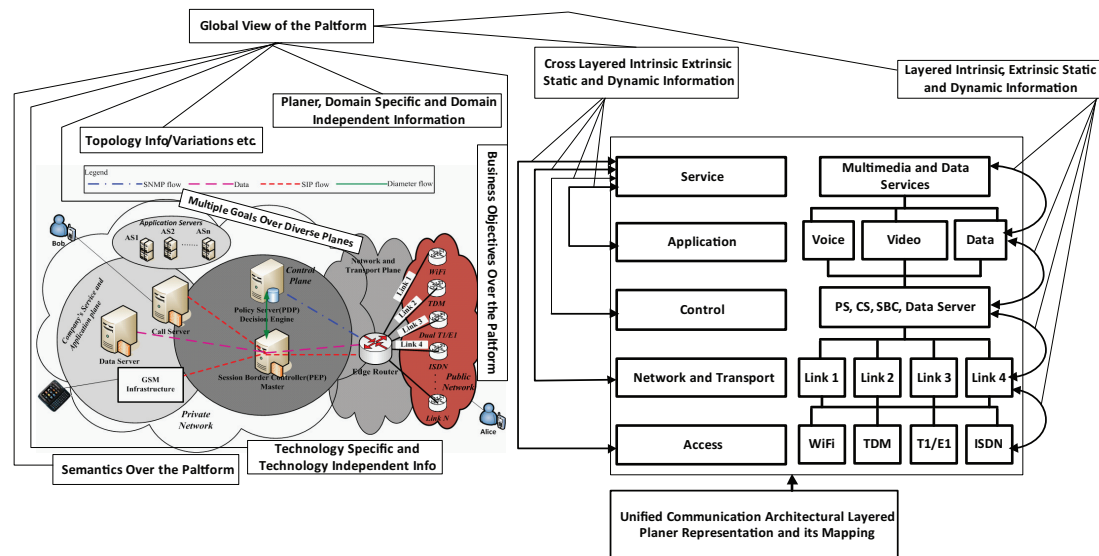 Global View of the Paltform
Cross Layered Intrinsic Extrinsic
Static and Dynamic Information
Layered Intrinsic, Extrinsic Static
and Dynamic Information
Planer, Domain Specific and Domain
Independent Information
Topology Info/Variations etc.
Business Objectives Over the Paltform
Legend
SNMP flow
Data
SIP flow
Diameter flow
Multiple Goals Over Diverse Planes
Application Servers
AS1
AS2
ASn
........
Bob
Network and
Transport Plane
Control
Plane
Policy Server(PDP)
Decision Engine
Company's Service and
Application plane
Call Server
Data Server
GSM
Infrastructure
Session Border Controller(PEP)
Master
Edge Router
Private
Network
Link 1
Link 2
Link 3
Link 4
WiFi
TDM
Dual T1/E1
ISDN
Public
Network
Link N
Alice
Technology Specific and
Technology Independent Info
Semantics Over the Paltform
Service
Application
Control
Network and Transport
Access
Multimedia and Data
Services
Voice
Video
Data
PS, CS, SBC, Data Server
Link 1
Link 2
Link 3
Link 4
WiFi
TDM
T1/E1
ISDN
Unified Communication Architectural Layered
Planer Representation and its Mapping